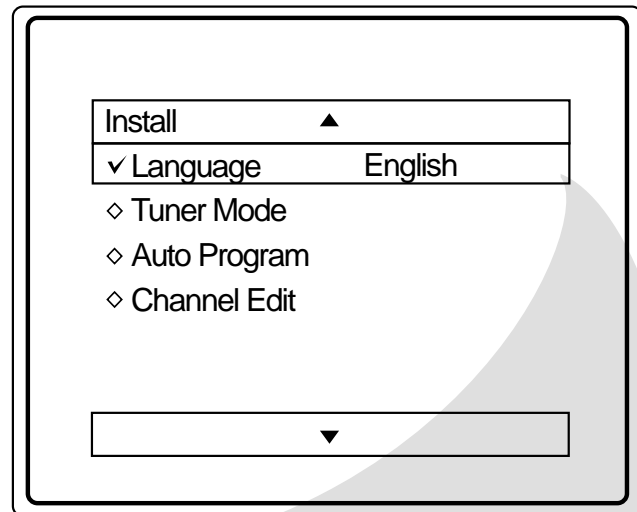 Install ▲
✓ Language English
◇ Tuner Mode
◇ Auto Program
◇ Channel Edit
▼